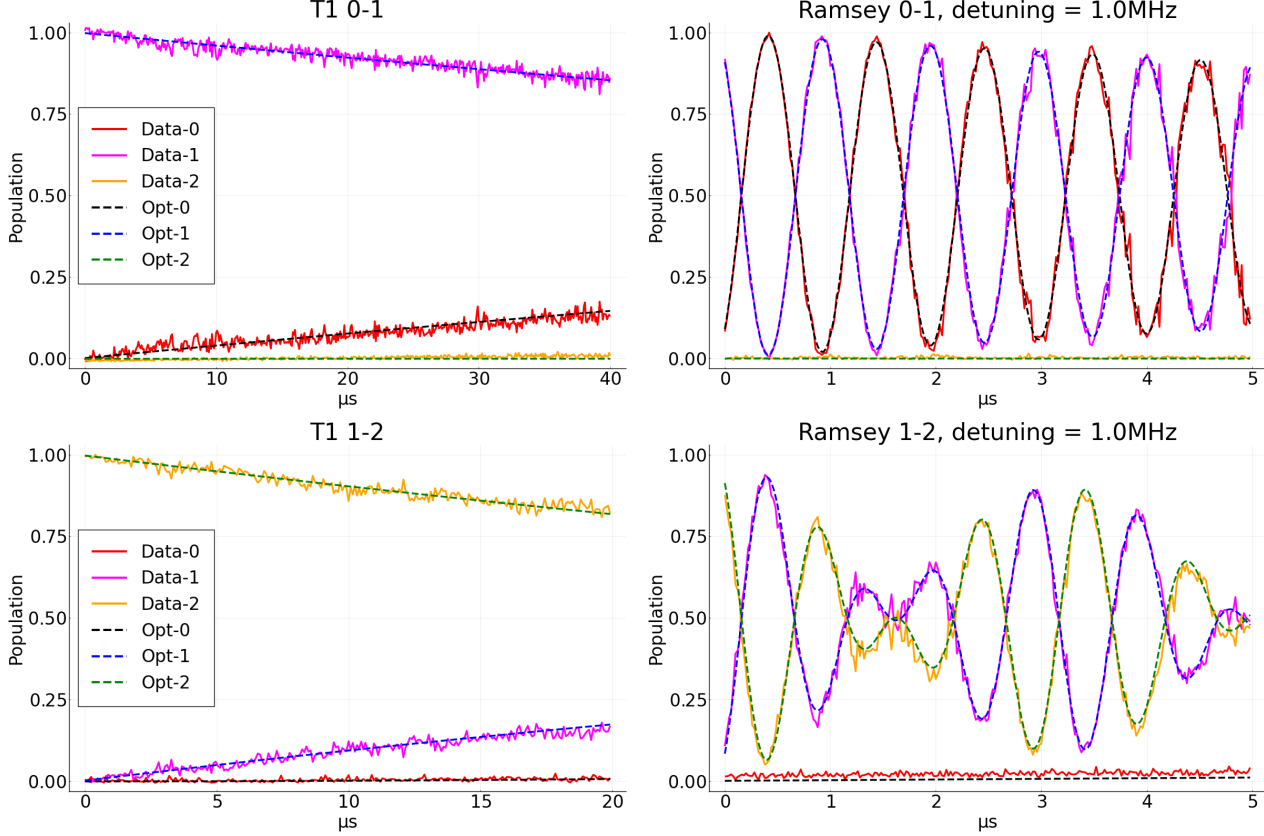 T1 0-1
Population
1.00
0.75
0.50
0.25
0.00
Data-0
Data-1
Data-2
Opt-0
Opt-1
Opt-2
0 10 20 30 40
µs
Ramsey 0-1, detuning = 1.0MHz
Population
1.00
0.75
0.50
0.25
0.00
0 1 2 3 4 5
µs
T1 1-2
Population
1.00
0.75
0.50
0.25
0.00
Data-0
Data-1
Data-2
Opt-0
Opt-1
Opt-2
0 5 10 15 20
µs
Ramsey 1-2, detuning = 1.0MHz
Population
1.00
0.75
0.50
0.25
0.00
0 1 2 3 4 5
µs